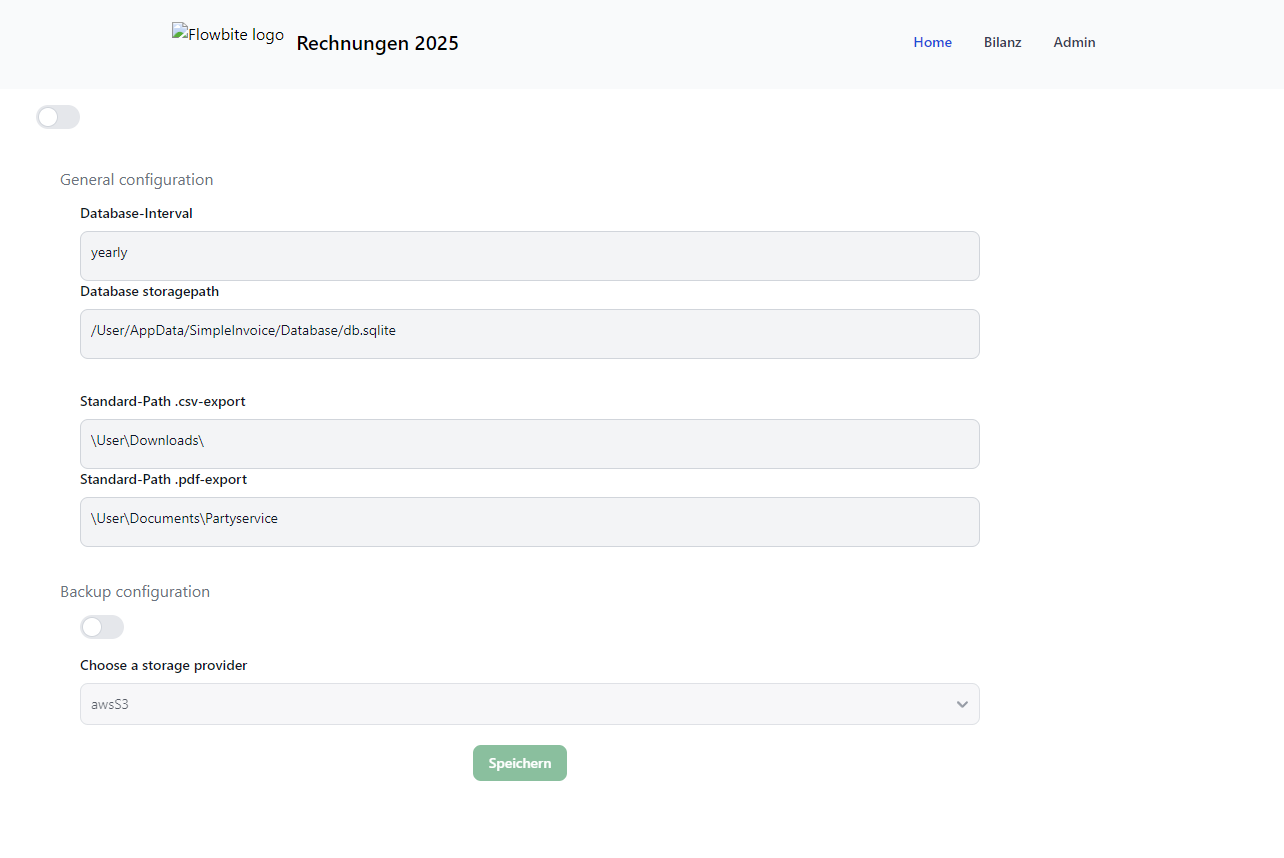 Flowbite logo
Rechnungen 2025
Home Bilanz Admin
General configuration
Database-Interval
yearly
Database storagepath
/User/AppData/SimpleInvoice/Database/db.sqlite
Standard-Path .csv-export
\User\Downloads\
Standard-Path .pdf-export
\User\Documents\Partyservice
Backup configuration
Choose a storage provider
awsS3
Speichern